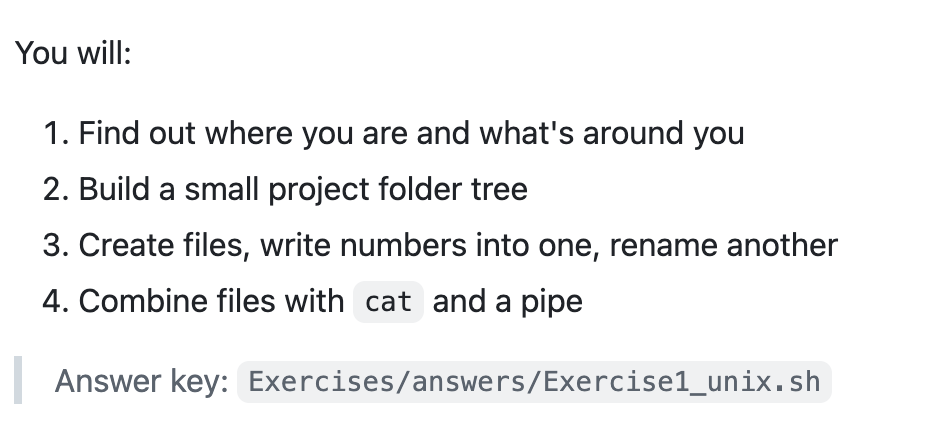 You will:
1. Find out where you are and what's around you
2. Build a small project folder tree
3. Create files, write numbers into one, rename another
4. Combine files with cat and a pipe
Answer key: Exercises/answers/Exercise1_unix.sh